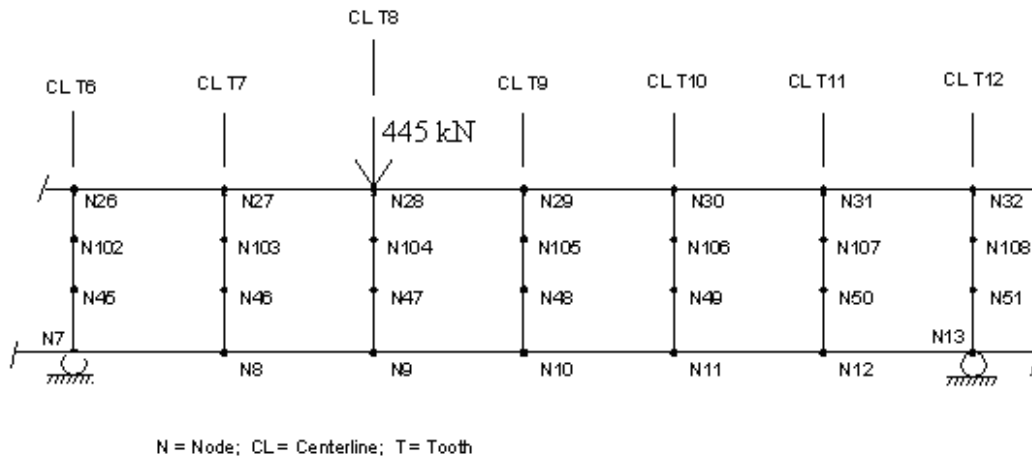 CL T8
CL T6 CL T7 CL T9 CL T10 CL T11 CL T12
445 kN
N26 N27 N28 N29 N30 N31 N32
N102 N103 N104 N105 N106 N107 N108
N45 N46 N47 N48 N49 N50 N51
N7 N13
N8 N9 N10 N11 N12
N = Node; CL = Centerline; T = Tooth